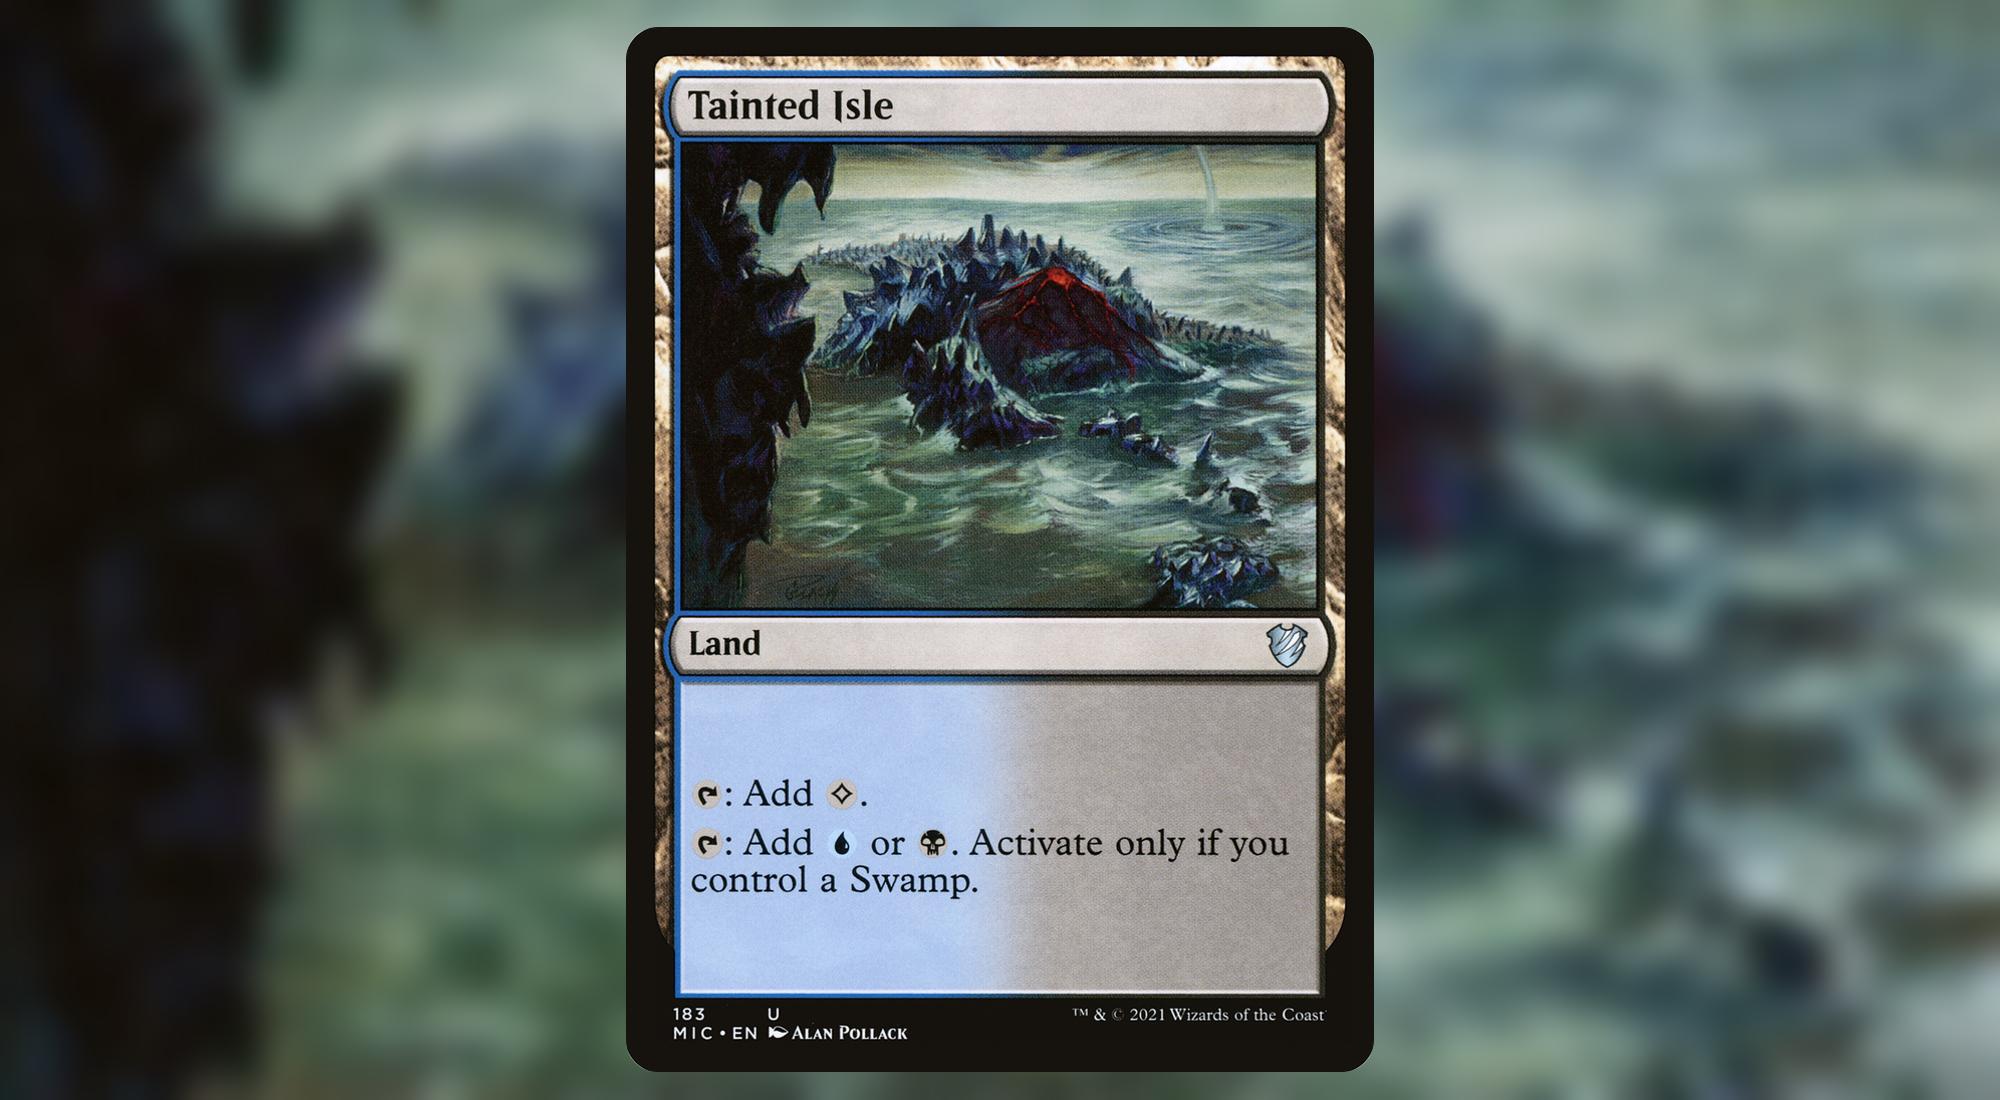 Tainted Isle
Land
: Add .
: Add or . Activate only if you
control a Swamp.
183 U
MIC • EN ALAN POLLACK
™ & © 2021 Wizards of the Coast